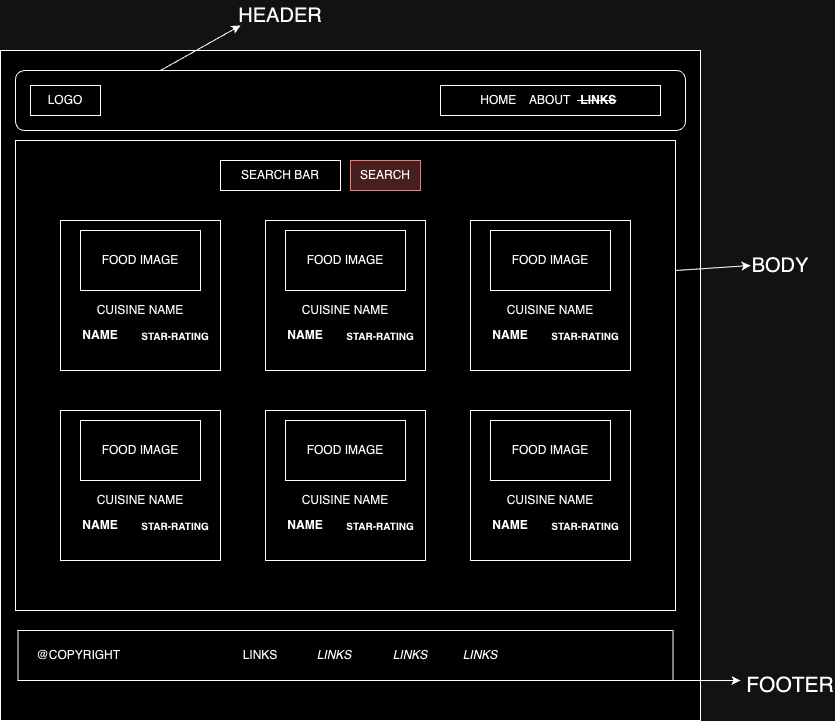 HEADER
LOGO
HOME ABOUT LINKS
SEARCH BAR SEARCH
FOOD IMAGE FOOD IMAGE FOOD IMAGE
BODY
CUISINE NAME CUISINE NAME CUISINE NAME
NAME STAR-RATING NAME STAR-RATING NAME STAR-RATING
FOOD IMAGE FOOD IMAGE FOOD IMAGE
CUISINE NAME CUISINE NAME CUISINE NAME
NAME STAR-RATING NAME STAR-RATING NAME STAR-RATING
@COPYRIGHT LINKS LINKS LINKS LINKS
FOOTER